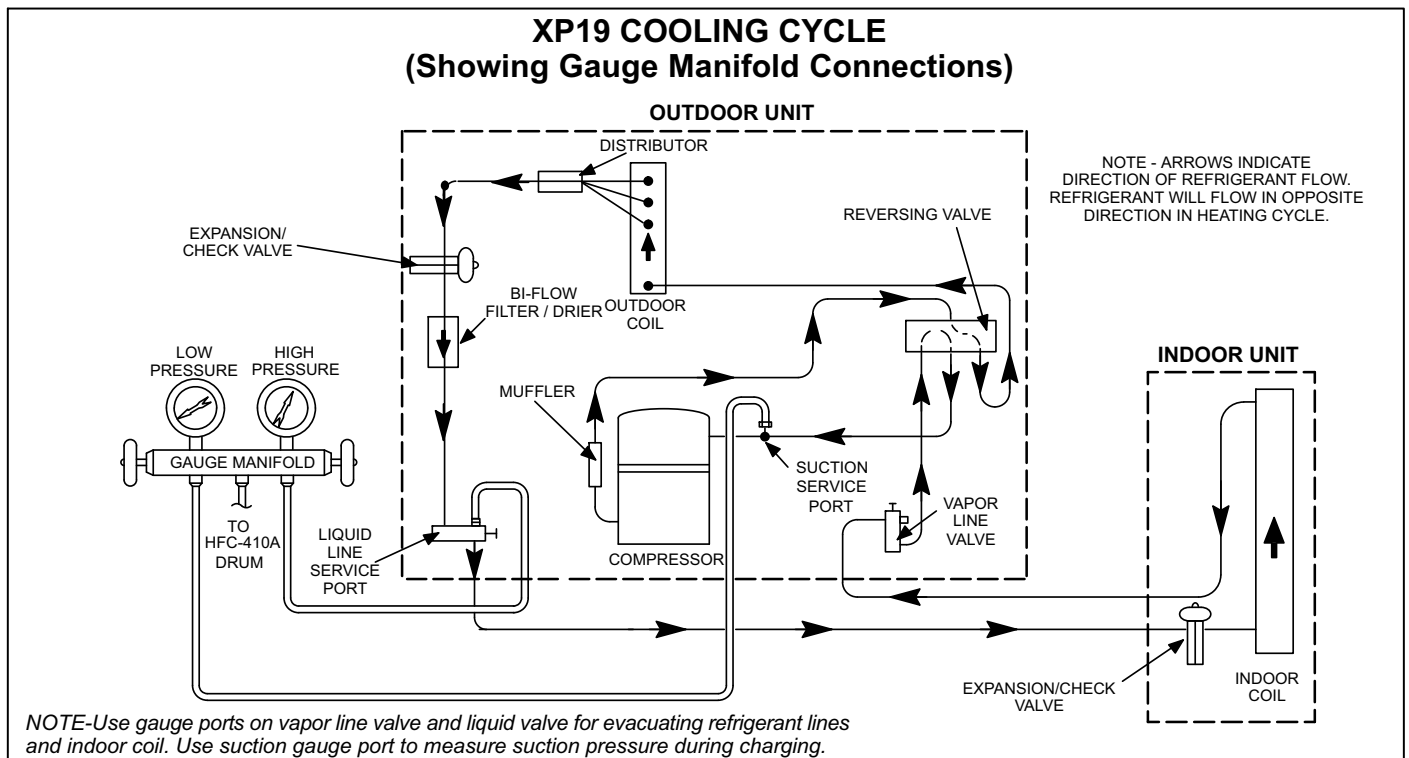 XP19 COOLING CYCLE
(Showing Gauge Manifold Connections)
OUTDOOR UNIT
DISTRIBUTOR
NOTE - ARROWS INDICATE
DIRECTION OF REFRIGERANT FLOW.
REFRIGERANT WILL FLOW IN OPPOSITE
DIRECTION IN HEATING CYCLE.
REVERSING VALVE
EXPANSION/
CHECK VALVE
BI-FLOW
FILTER / DRIER
OUTDOOR
COIL
LOW
PRESSURE
HIGH
PRESSURE
INDOOR UNIT
MUFFLER
GAUGE MANIFOLD
SUCTION
SERVICE
PORT
VAPOR
LINE
VALVE
TO
HFC-410A
DRUM
LIQUID
LINE
SERVICE
PORT
COMPRESSOR
EXPANSION/CHECK
VALVE
INDOOR
COIL
NOTE-Use gauge ports on vapor line valve and liquid valve for evacuating refrigerant lines
and indoor coil. Use suction gauge port to measure suction pressure during charging.